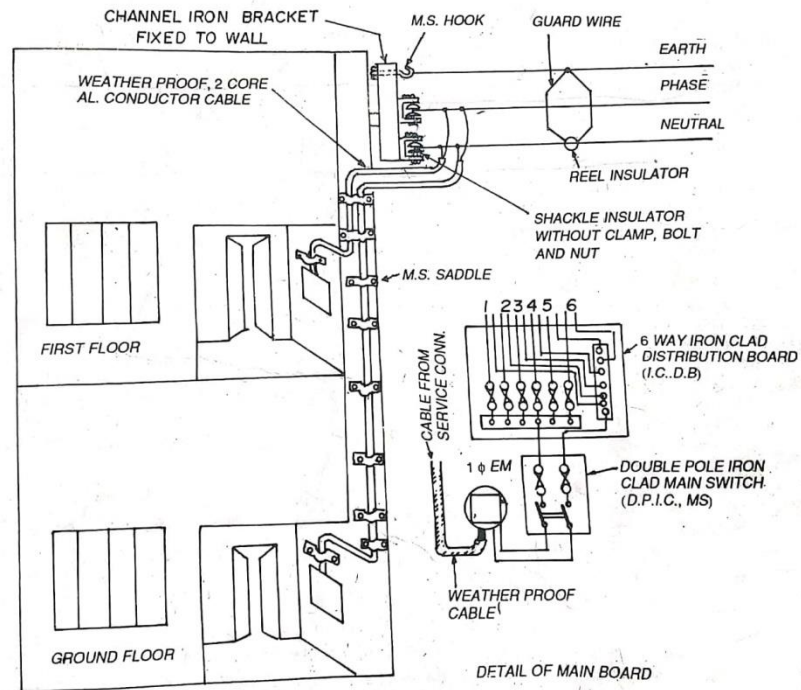 CHANNEL IRON BRACKET
FIXED TO WALL
M.S. HOOK
GUARD WIRE
EARTH
WEATHER PROOF, 2 CORE
AL. CONDUCTOR CABLE
PHASE
NEUTRAL
REEL INSULATOR
SHACKLE INSULATOR
WITHOUT CLAMP, BOLT
AND NUT
M.S. SADDLE
FIRST FLOOR
1 2 3 4 5 6
6 WAY IRON CLAD
DISTRIBUTION BOARD
(I.C..D.B)
CABLE FROM
SERVICE CONN.
1 ϕ EM
DOUBLE POLE IRON
CLAD MAIN SWITCH
(D.P.I.C., MS)
WEATHER PROOF
CABLE
GROUND FLOOR
DETAIL OF MAIN BOARD